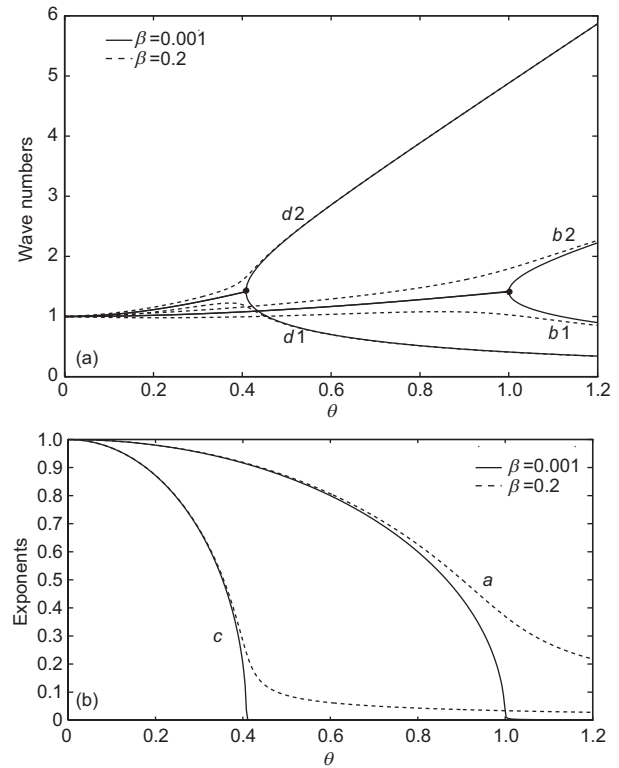 6
5
4
3
2
1
0
Wave numbers
β=0.001
β=0.2
d2
d1
b2
b1
(a)
0 0.2 0.4 0.6 0.8 1.0 1.2
θ
1.0
0.9
0.8
0.7
0.6
0.5
0.4
0.3
0.2
0.1
0
Exponents
β=0.001
β=0.2
a
c
(b)
0 0.2 0.4 0.6 0.8 1.0 1.2
θ